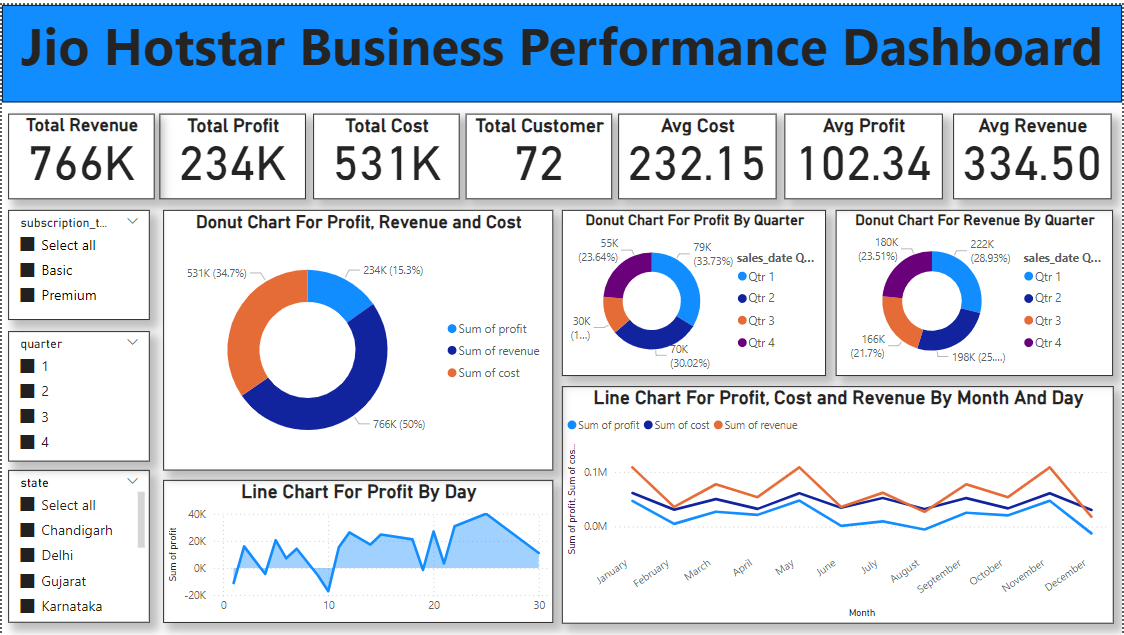 Jio Hotstar Business Performance Dashboard
Total Revenue
766K
Total Profit
234K
Total Cost
531K
Total Customer
72
Avg Cost
232.15
Avg Profit
102.34
Avg Revenue
334.50
subscription_t...
Select all
Basic
Premium
quarter
1
2
3
4
state
Select all
Chandigarh
Delhi
Gujarat
Karnataka
Donut Chart For Profit, Revenue and Cost
531K (34.7%)
234K (15.3%)
766K (50%)
Sum of profit
Sum of revenue
Sum of cost
Donut Chart For Profit By Quarter
55K
(23.64%)
79K
(33.73%)
30K
(1...)
70K
(30.02%)
sales_date Q...
Qtr 1
Qtr 2
Qtr 3
Qtr 4
Donut Chart For Revenue By Quarter
180K
(23.51%)
222K
(28.93%)
166K
(21.7%)
198K (25....)
sales_date Q...
Qtr 1
Qtr 2
Qtr 3
Qtr 4
Line Chart For Profit By Day
Sum of profit
40K
20K
0K
-20K
0
10
20
30
Line Chart For Profit, Cost and Revenue By Month And Day
Sum of profit
Sum of cost
Sum of revenue
Sum of profit, Sum of cos...
0.1M
0.0M
January
February
March
April
May
June
July
August
September
October
November
December
Month